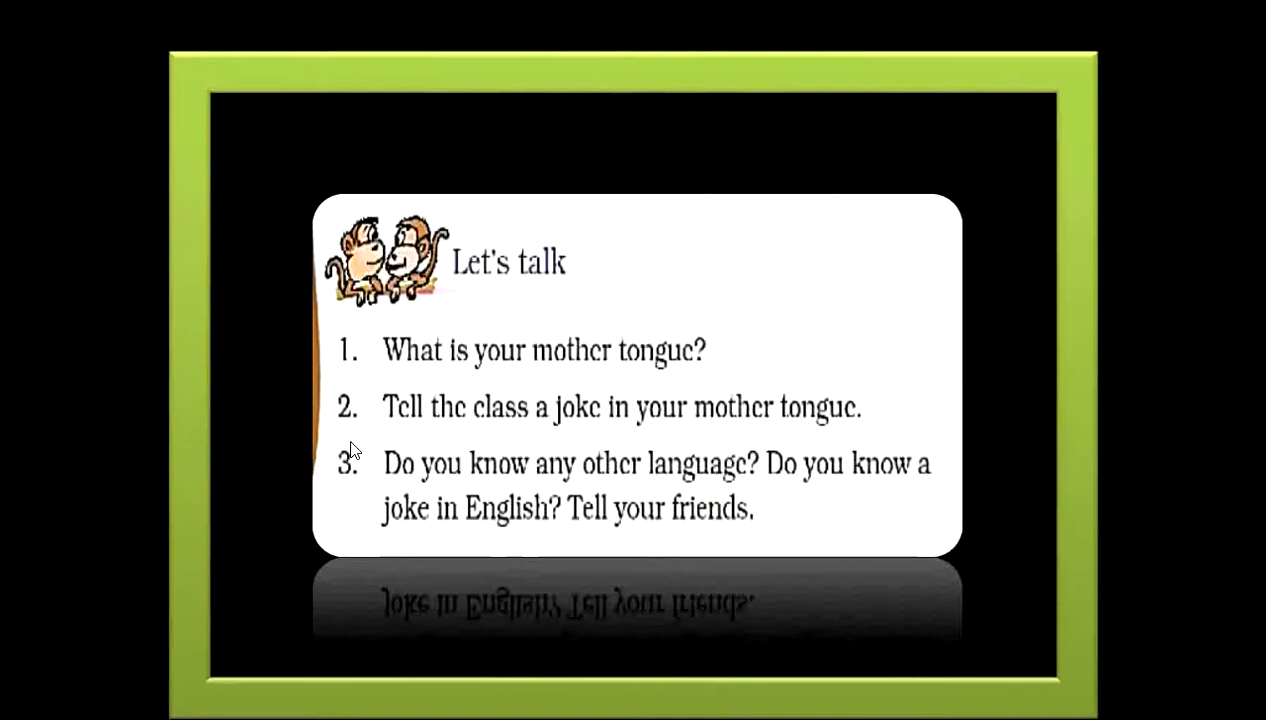 Let's talk
1. What is your mother tongue?
2. Tell the class a joke in your mother tongue.
3. Do you know any other language? Do you know a
joke in English? Tell your friends.